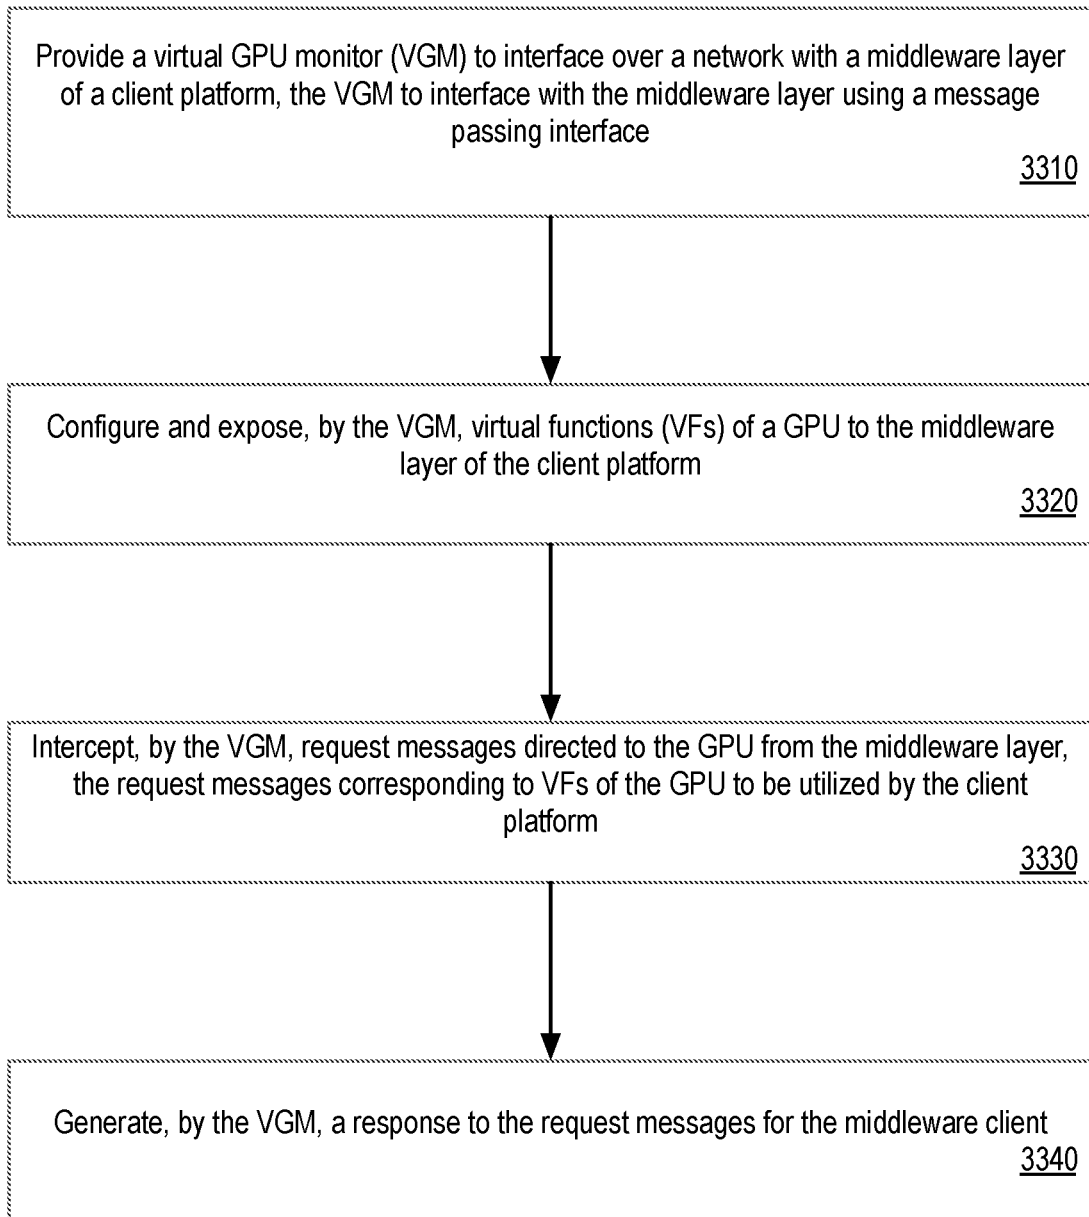 Provide a virtual GPU monitor (VGM) to interface over a network with a middleware layer
of a client platform, the VGM to interface with the middleware layer using a message
passing interface
3310
Configure and expose, by the VGM, virtual functions (VFs) of a GPU to the middleware
layer of the client platform
3320
Intercept, by the VGM, request messages directed to the GPU from the middleware layer,
the request messages corresponding to VFs of the GPU to be utilized by the client
platform
3330
Generate, by the VGM, a response to the request messages for the middleware client
3340